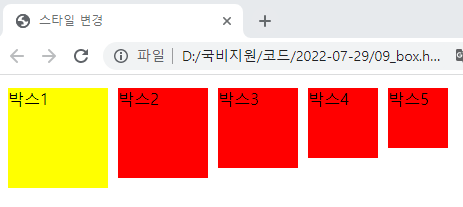 스타일 변경
파일 | D:/국비지원/코드/2022-07-29/09_box.h...
박스1 박스2 박스3 박스4 박스5